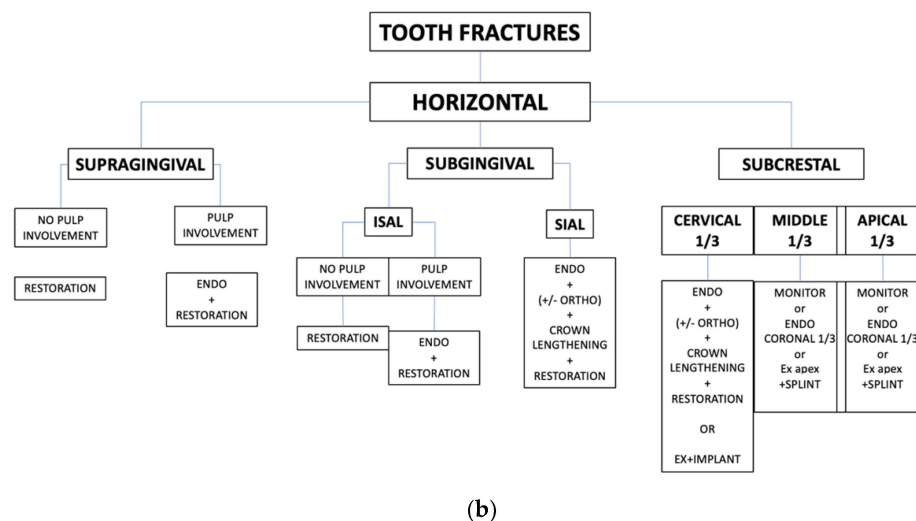 TOOTH FRACTURES
HORIZONTAL
SUPRAGINGIVAL
NO PULP
INVOLVEMENT
RESTORATION
PULP
INVOLVEMENT
ENDO
+
RESTORATION
SUBGINGIVAL
ISAL
NO PULP
INVOLVEMENT
RESTORATION
PULP
INVOLVEMENT
ENDO
+
RESTORATION
SIAL
ENDO
+
(+/- ORTHO)
+
CROWN
LENGTHENING
+
RESTORATION
SUBCRESTAL
CERVICAL
1/3
ENDO
+
(+/- ORTHO)
+
CROWN
LENGTHENING
+
RESTORATION
OR
EX+IMPLANT
MIDDLE
1/3
MONITOR
or
ENDO
CORONAL 1/3
or
Ex apex
+SPLINT
APICAL
1/3
MONITOR
or
ENDO
CORONAL 1/3
or
Ex apex
+SPLINT
(b)